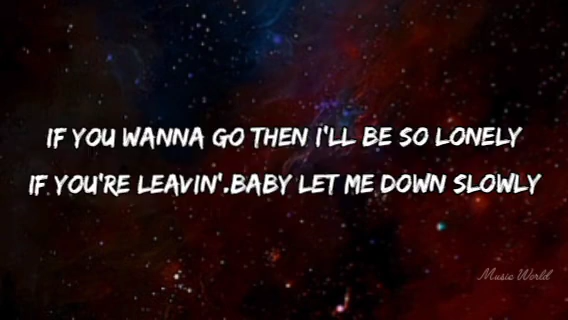 IF YOU WANNA GO THEN I'LL BE SO LONELY
IF YOU'RE LEAVIN'.BABY LET ME DOWN SLOWLY
Music World